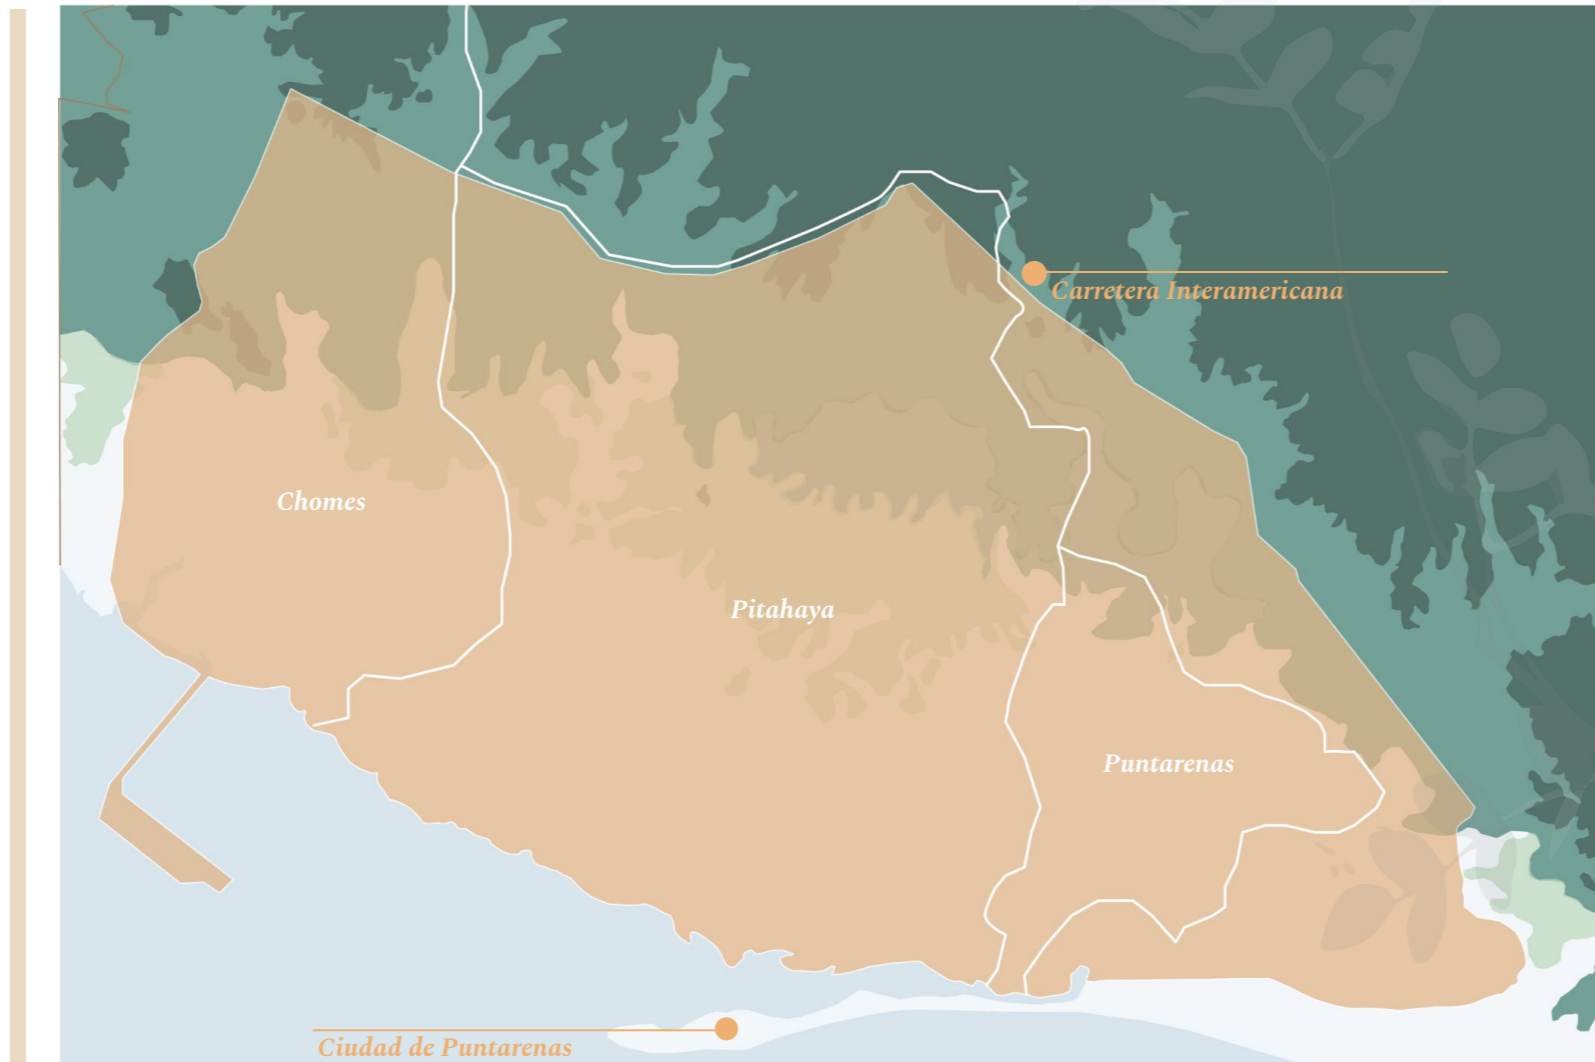 Carretera Interamericana
Chomes
Pitahaya
Puntarenas
Ciudad de Puntarenas